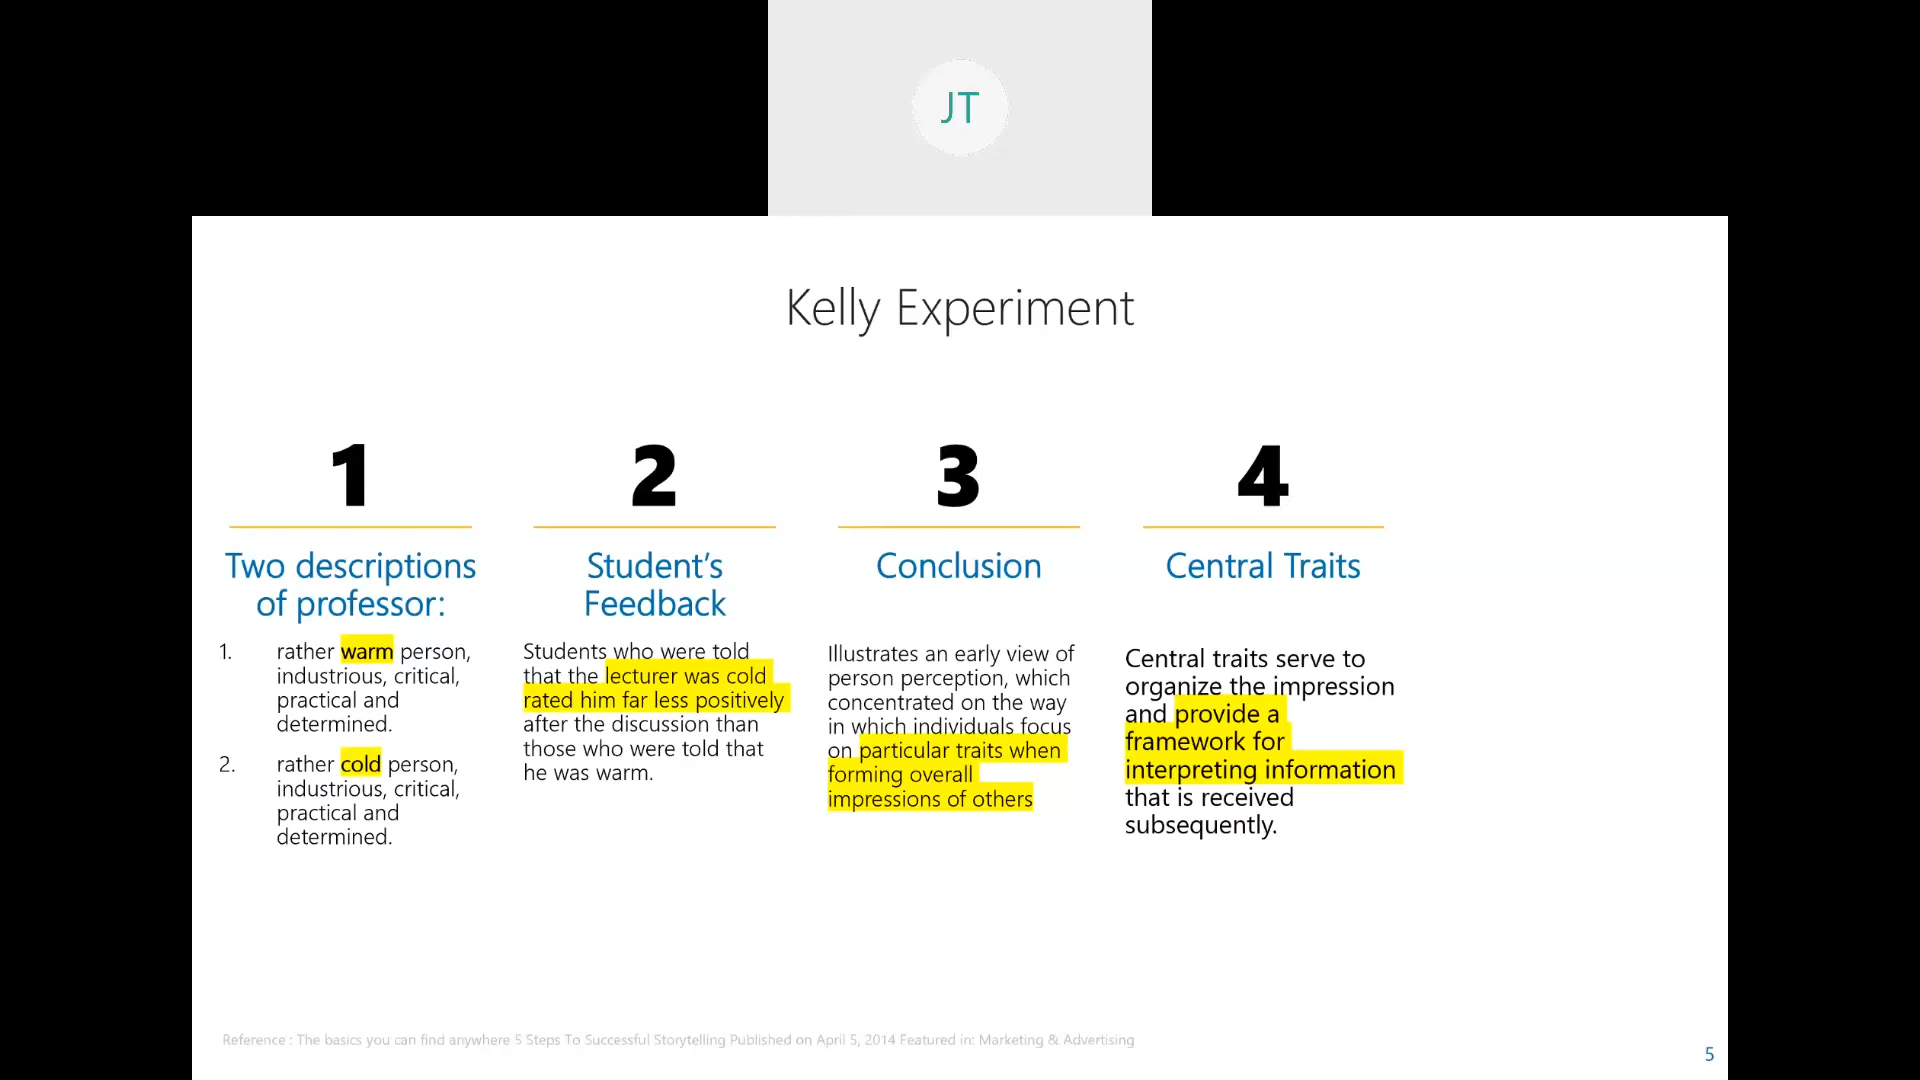 JT
Kelly Experiment
1
Two descriptions
of professor:
1. rather warm person,
industrious, critical,
practical and
determined.
2. rather cold person,
industrious, critical,
practical and
determined.
2
Student's
Feedback
Students who were told
that the lecturer was cold
rated him far less positively
after the discussion than
those who were told that
he was warm.
3
Conclusion
Illustrates an early view of
person perception, which
concentrated on the way
in which individuals focus
on particular traits when
forming overall
impressions of others
4
Central Traits
Central traits serve to
organize the impression
and provide a
framework for
interpreting information
that is received
subsequently.
Reference : The basics you can find anywhere 5 Steps To Successful Storytelling Published on April 5, 2014 Featured in: Marketing & Advertising
5